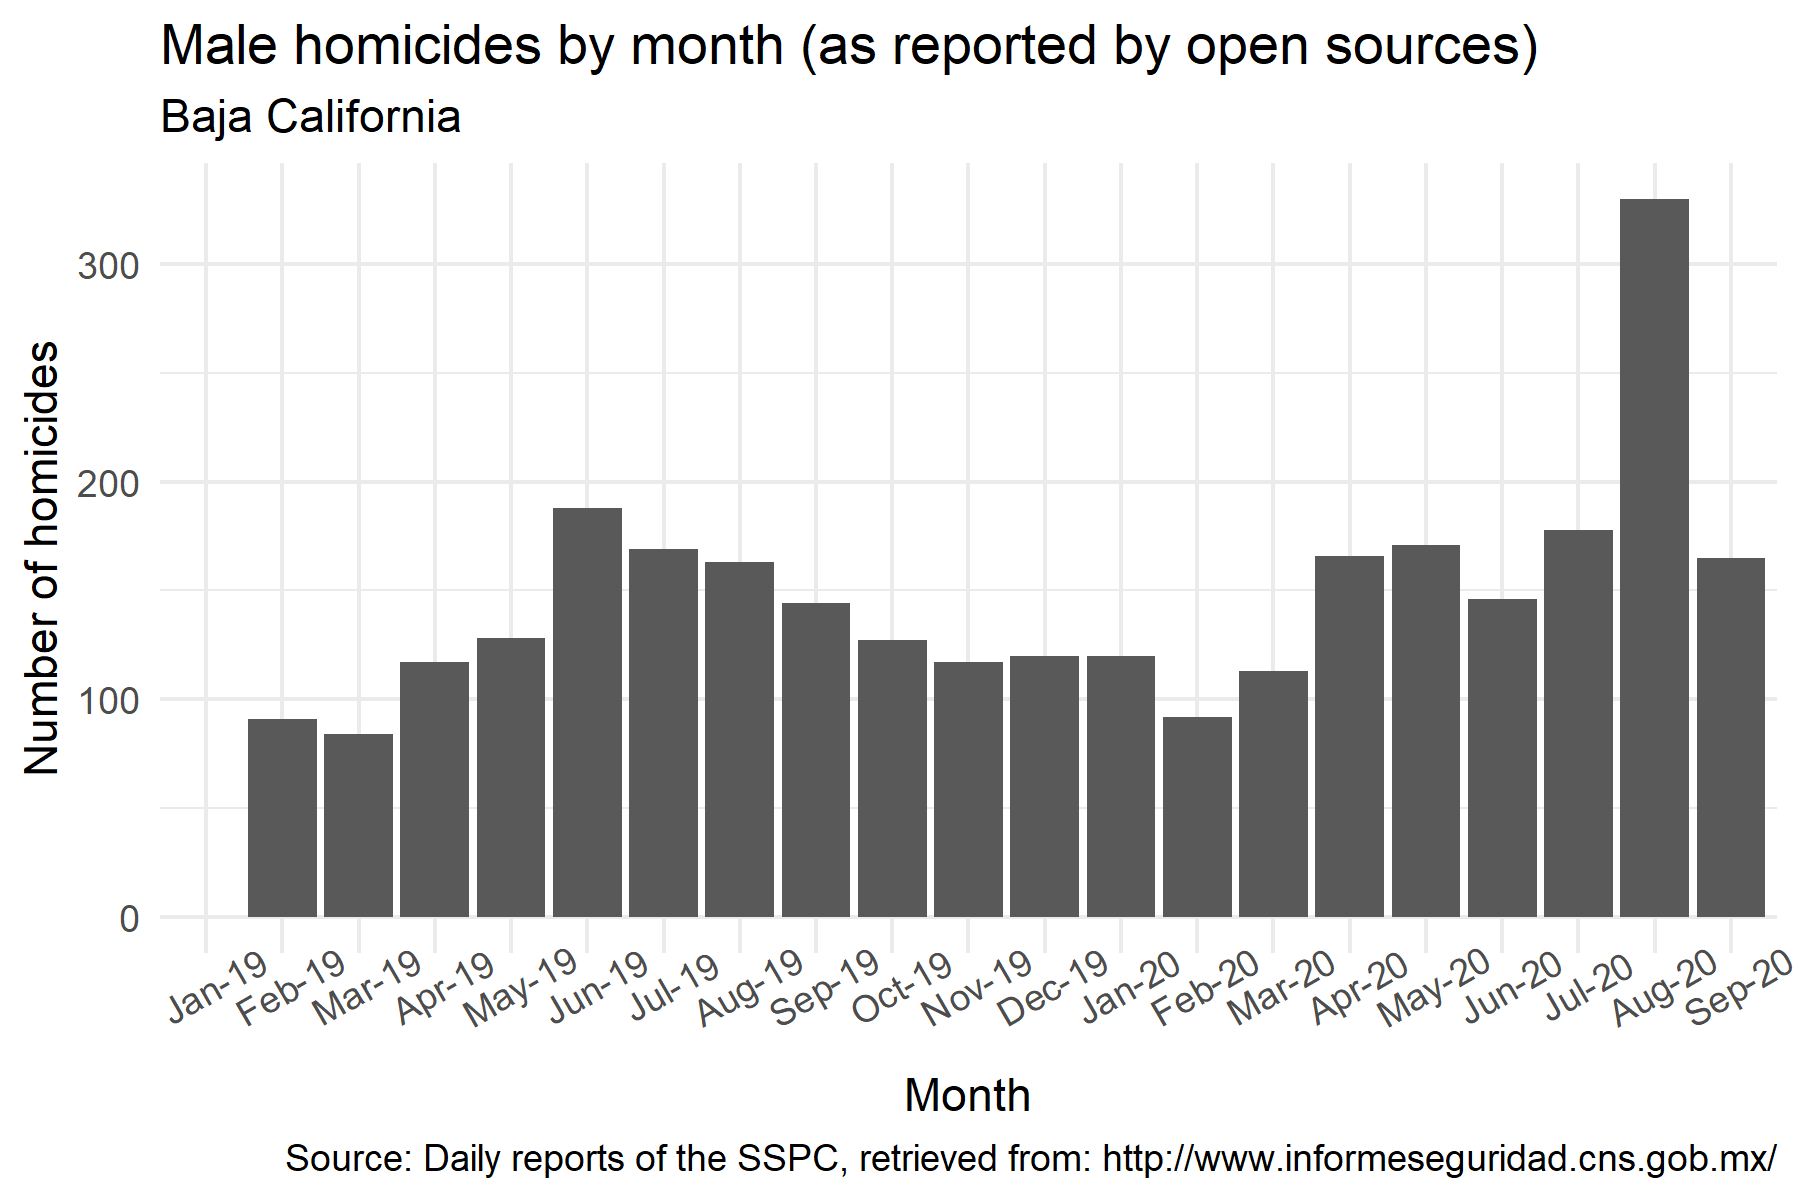 Male homicides by month (as reported by open sources)
Baja California
Number of homicides
300
200
100
0
Jan-19
Feb-19
Mar-19
Apr-19
May-19
Jun-19
Jul-19
Aug-19
Sep-19
Oct-19
Nov-19
Dec-19
Jan-20
Feb-20
Mar-20
Apr-20
May-20
Jun-20
Jul-20
Aug-20
Sep-20
Month
Source: Daily reports of the SSPC, retrieved from: http://www.informeseguridad.cns.gob.mx/